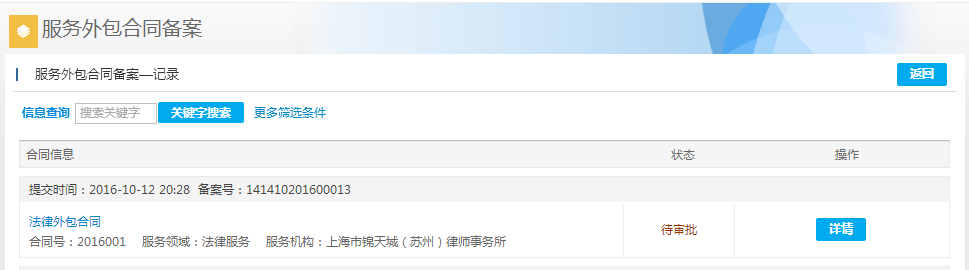 服务外包合同备案
服务外包合同备案—记录 返回
信息查询 搜索关键字 关键字搜索 更多筛选条件
合同信息 状态 操作
提交时间：2016-10-12 20:28 备案号：141410201600013
法律外包合同
合同号：2016001 服务领域：法律服务 服务机构：上海市锦天城（苏州）律师事务所 待审批 详情